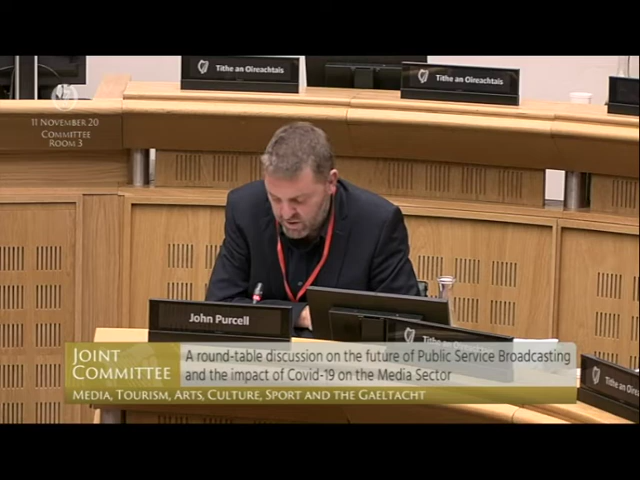 Tithe an Oireachtais
Tithe an Oireachtais
11 November 20
Committee
Room 3
John Purcell
Joint
Committee
A round-table discussion on the future of Public Service Broadcasting
and the impact of Covid-19 on the Media Sector
Media, Tourism, Arts, Culture, Sport and the Gaeltacht